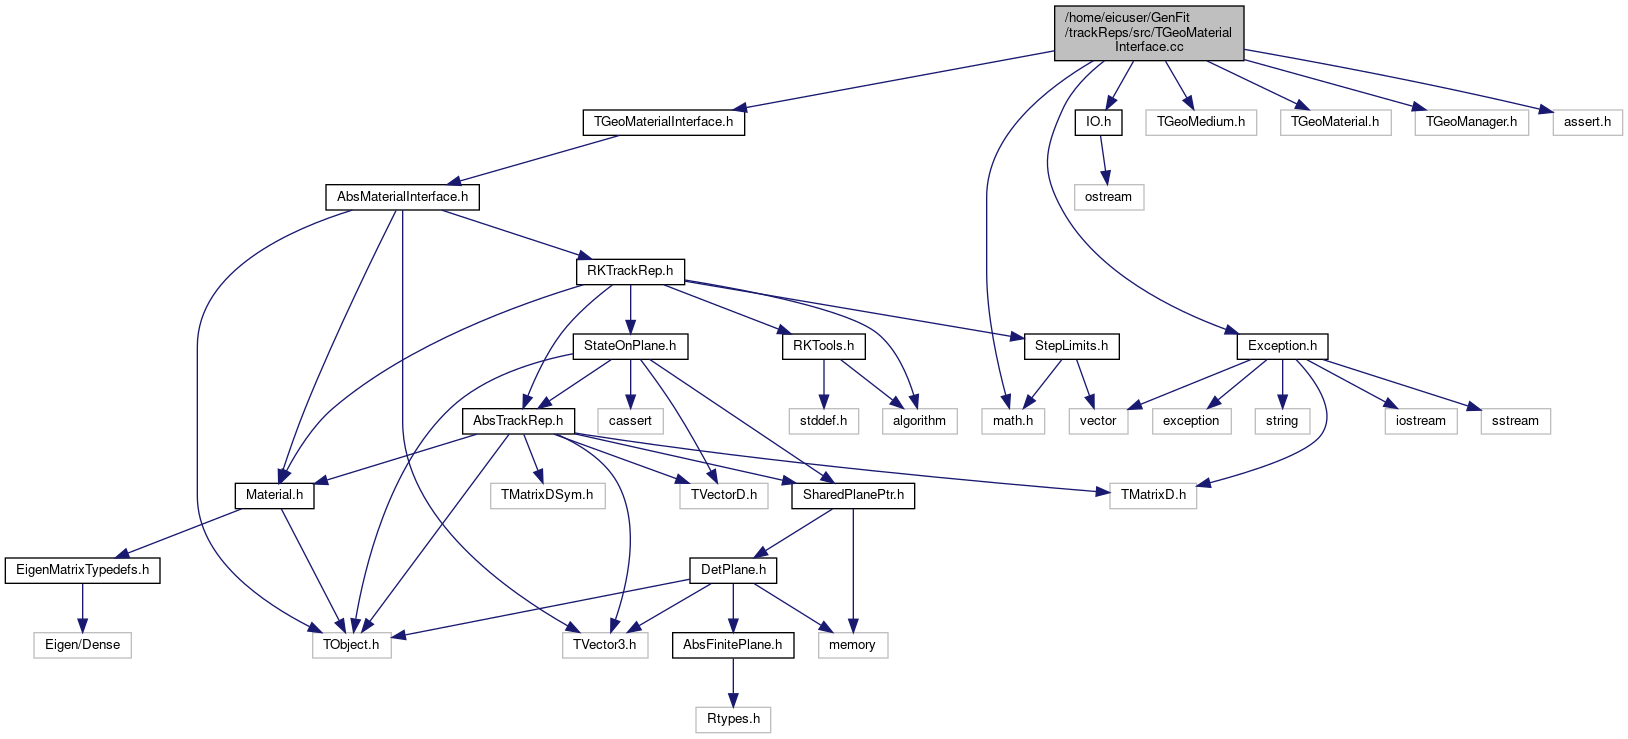 /home/eicuser/GenFit
/trackReps/src/TGeoMaterial
Interface.cc
TGeoMaterialInterface.h
IO.h
TGeoMedium.h
TGeoMaterial.h
TGeoManager.h
assert.h
AbsMaterialInterface.h
ostream
RKTrackRep.h
StateOnPlane.h
RKTools.h
StepLimits.h
Exception.h
AbsTrackRep.h
cassert
stddef.h
algorithm
math.h
vector
exception
string
iostream
sstream
Material.h
TMatrixDSym.h
TVectorD.h
SharedPlanePtr.h
TMatrixD.h
EigenMatrixTypedefs.h
DetPlane.h
Eigen/Dense
TObject.h
TVector3.h
AbsFinitePlane.h
memory
Rtypes.h